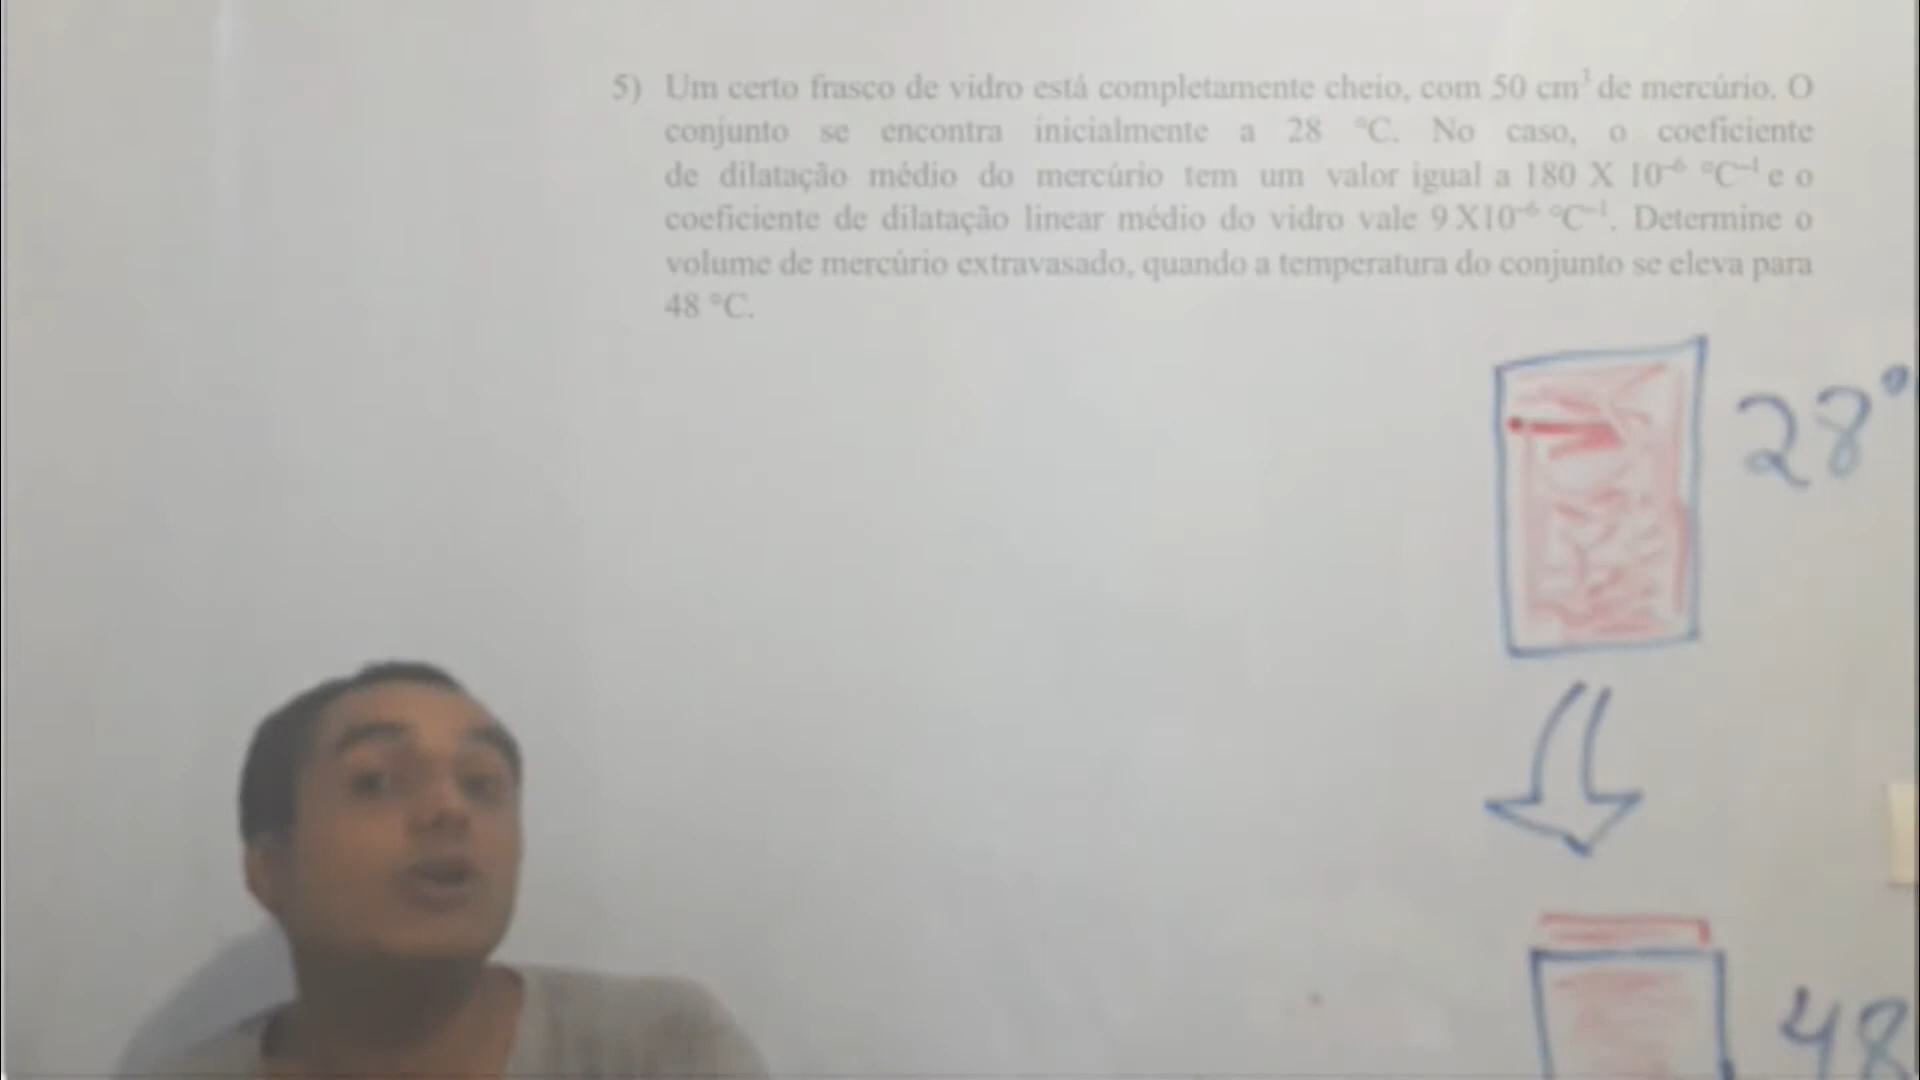 5) Um certo frasco de vidro está completamente cheio, com 50 cm³ de mercúrio. O
conjunto se encontra inicialmente a 28 °C. No caso, o coeficiente
de dilatação médio do mercúrio tem um valor igual a 180 X 10⁻⁶ °C⁻¹ e o
coeficiente de dilatação linear médio do vidro vale 9 X10⁻⁶ °C⁻¹. Determine o
volume de mercúrio extravasado, quando a temperatura do conjunto se eleva para
48 °C.
28°
48